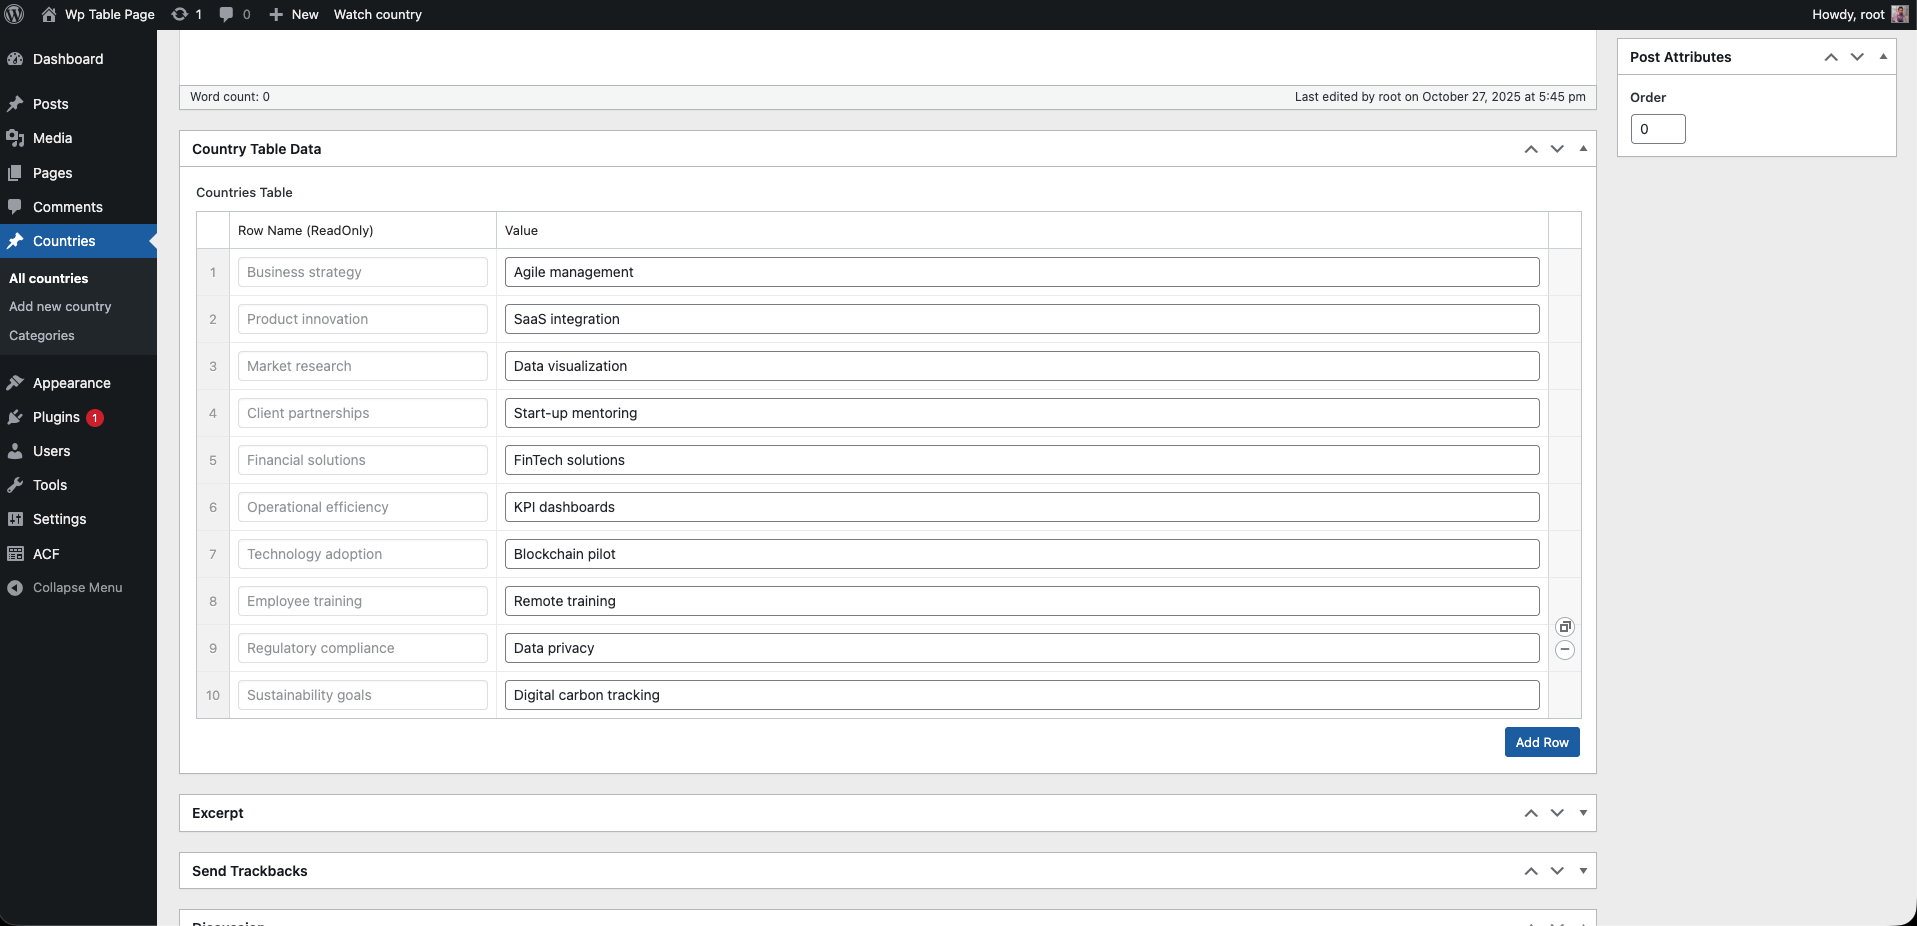 Wp Table Page 1 0 New Watch country Howdy, root
Dashboard
Posts
Media
Pages
Comments
Countries
All countries
Add new country
Categories
Appearance
Plugins 1
Users
Tools
Settings
ACF
Collapse Menu
Word count: 0 Last edited by root on October 27, 2025 at 5:45 pm
Country Table Data
Countries Table
Row Name (ReadOnly) Value
1 Business strategy Agile management
2 Product innovation SaaS integration
3 Market research Data visualization
4 Client partnerships Start-up mentoring
5 Financial solutions FinTech solutions
6 Operational efficiency KPI dashboards
7 Technology adoption Blockchain pilot
8 Employee training Remote training
9 Regulatory compliance Data privacy
10 Sustainability goals Digital carbon tracking
Add Row
Excerpt
Send Trackbacks
Discussion
Post Attributes
Order
0